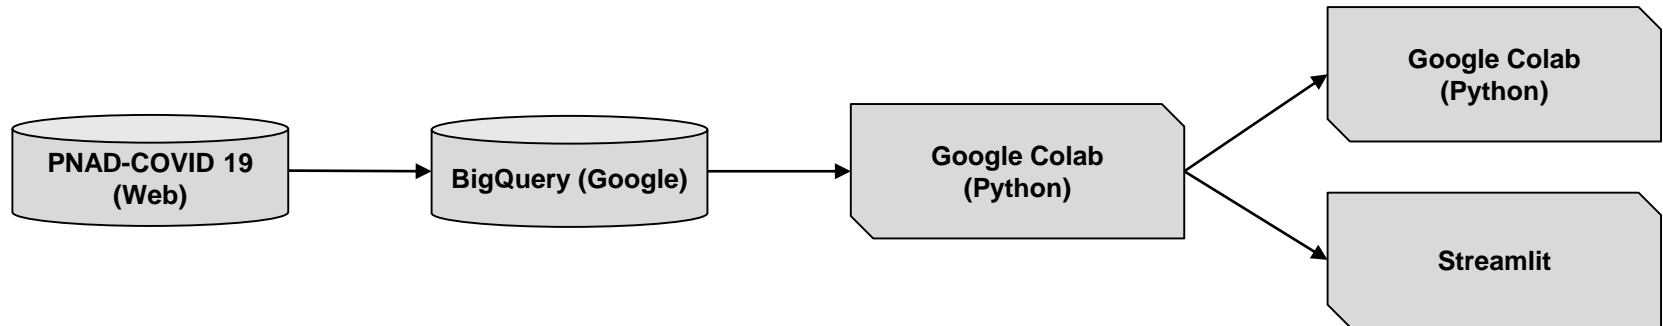 PNAD-COVID 19
(Web)
BigQuery (Google)
Google Colab
(Python)
Google Colab
(Python)
Streamlit